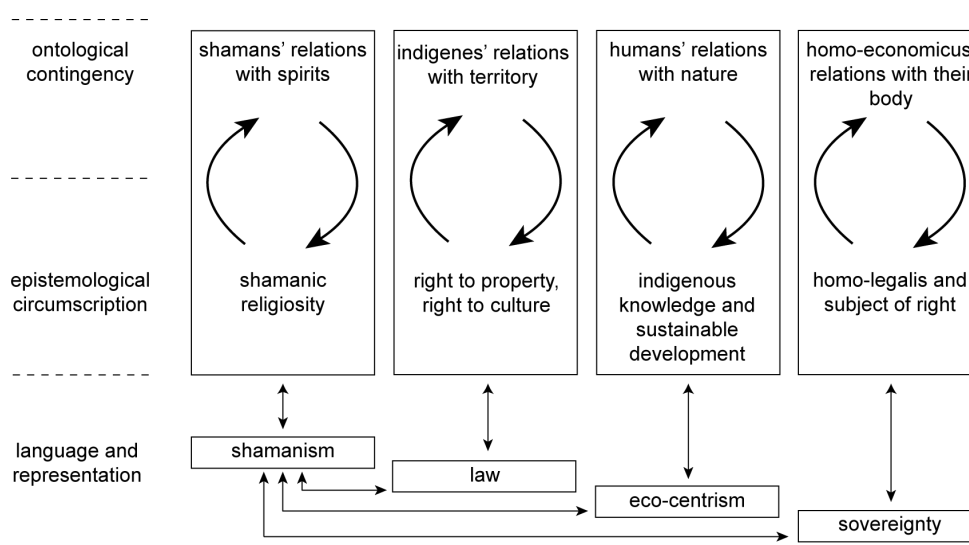 ontological
contingency
shamans’ relations
with spirits
indigenes’ relations
with territory
humans’ relations
with nature
homo-economicus’
relations with their
body
epistemological
circumscription
shamanic
religiosity
right to property,
right to culture
indigenous
knowledge and
sustainable
development
homo-legalis and
subject of right
language and
representation
shamanism
law
eco-centrism
sovereignty